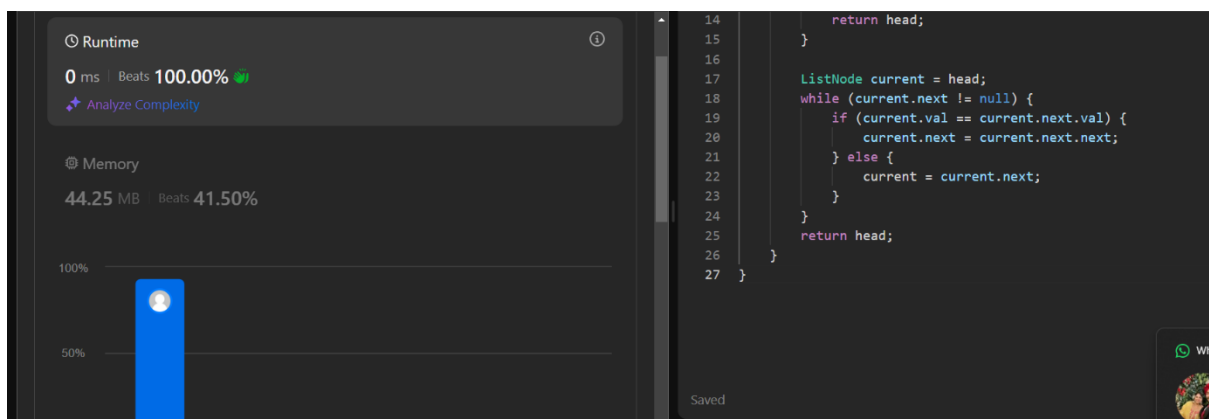 Runtime
0 ms | Beats 100.00%
Analyze Complexity
Memory
44.25 MB | Beats 41.50%
100%
50%
14 return head;
15 }
16
17 ListNode current = head;
18 while (current.next != null) {
19 if (current.val == current.next.val) {
20 current.next = current.next.next;
21 } else {
22 current = current.next;
23 }
24 }
25 return head;
26 }
27 }
Saved